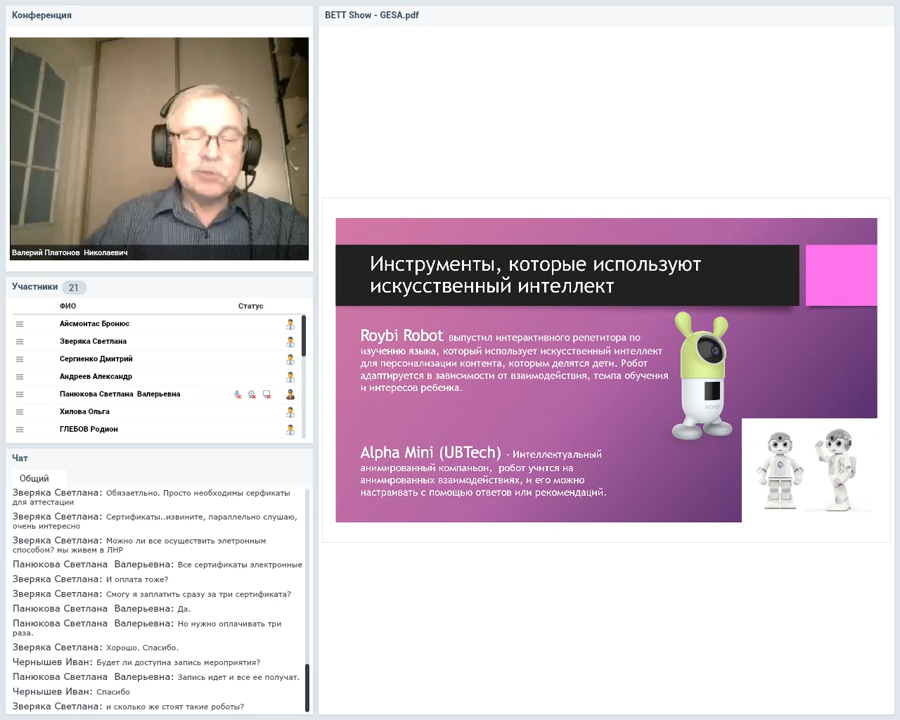 Конференция
Валерий Платонов Николаевич
Участники 21
ФИО Статус
Айсмонтас Бронюс
Зверяка Светлана
Сергиенко Дмитрий
Андреев Александр
Панюкова Светлана Валерьевна
Хилова Ольга
ГЛЕБОВ Родион
Чат
Общий
Зверяка Светлана: Обязаетльно. Просто необходимы серфикаты
для аттестации
Зверяка Светлана: Сертификаты..извините, параллельно слушаю,
очень интересно
Зверяка Светлана: Можно ли все осуществить элетронным
способом? мы живем в ЛНР
Панюкова Светлана Валерьевна: Все сертификаты электронные
Зверяка Светлана: И оплата тоже?
Зверяка Светлана: Смогу я заплатить сразу за три сертификата?
Панюкова Светлана Валерьевна: Да.
Панюкова Светлана Валерьевна: Но нужно оплачивать три
раза.
Зверяка Светлана: Хорошо. Спасибо.
Чернышев Иван: Будет ли доступна запись мероприятия?
Панюкова Светлана Валерьевна: Запись идет и все ее получат.
Чернышев Иван: Спасибо
Зверяка Светлана: и сколько же стоят такие роботы?
BETT Show - GESA.pdf
Инструменты, которые используют
искусственный интеллект
Roybi Robot выпустил интерактивного репетитора по
изучению языка, который использует искусственный интеллект
для персонализации контента, которым делятся дети. Робот
адаптируется в зависимости от взаимодействия, темпа обучения
и интересов ребенка.
Alpha Mini (UBTech) - Интеллектуальный
анимированный компаньон, робот учится на
анимированных взаимодействиях, и его можно
настраивать с помощью ответов или рекомендаций.